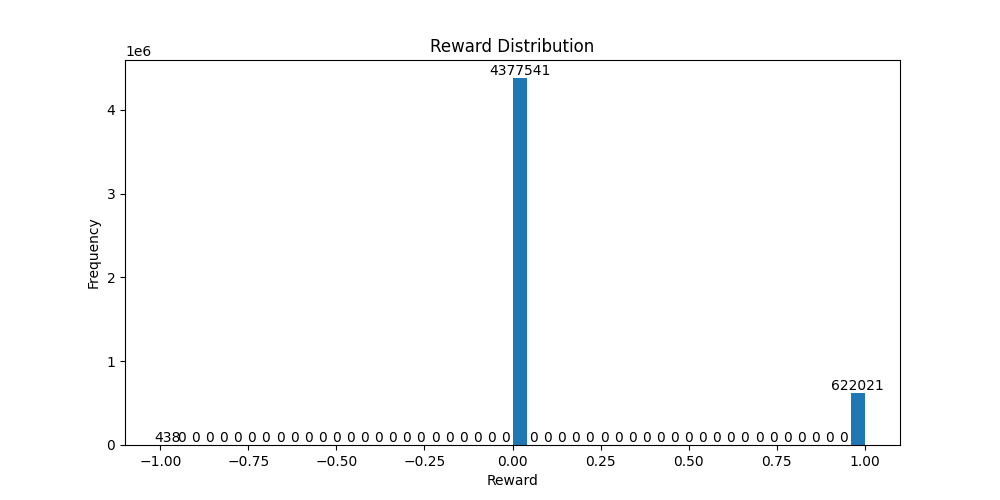 Reward Distribution
1e6
4377541
4
3
2
1
0
Frequency
622021
438 0 0 0 0 0 0 0 0 0 0 0 0 0 0 0 0 0 0 0 0 0 0 0 0 0 0 0 0 0 0 0 0 0 0 0 0 0 0 0 0 0 0 0 0 0 0 0
−1.00 −0.75 −0.50 −0.25 0.00 0.25 0.50 0.75 1.00
Reward